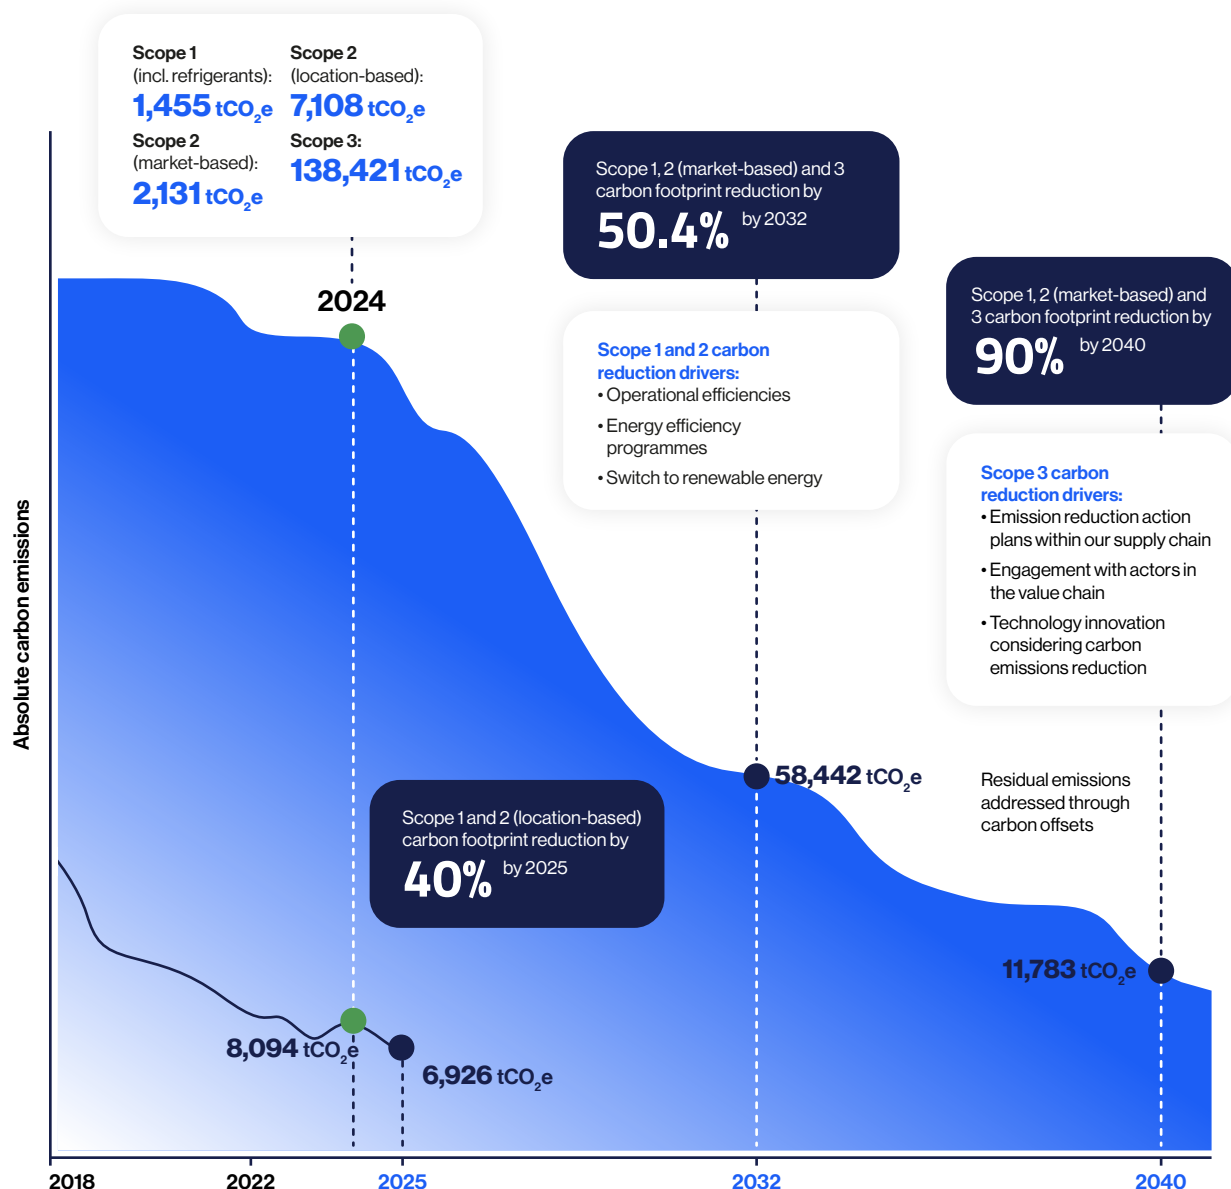 Scope 1
(incl. refrigerants):
1,455 tCO2e
Scope 2
(location-based):
7,108 tCO2e
Scope 2
(market-based):
2,131 tCO2e
Scope 3:
138,421 tCO2e
2024
Scope 1, 2 (market-based) and 3
carbon footprint reduction by
50.4% by 2032
Scope 1 and 2 carbon
reduction drivers:
• Operational efficiencies
• Energy efficiency
programmes
• Switch to renewable energy
Scope 1, 2 (market-based) and
3 carbon footprint reduction by
90% by 2040
Scope 3 carbon
reduction drivers:
• Emission reduction action
plans within our supply chain
• Engagement with actors in
the value chain
• Technology innovation
considering carbon
emissions reduction
Absolute carbon emissions
58,442 tCO2e
Residual emissions
addressed through
carbon offsets
Scope 1 and 2 (location-based)
carbon footprint reduction by
40% by 2025
11,783 tCO2e
8,094 tCO2e
6,926 tCO2e
2018
2022
2025
2032
2040